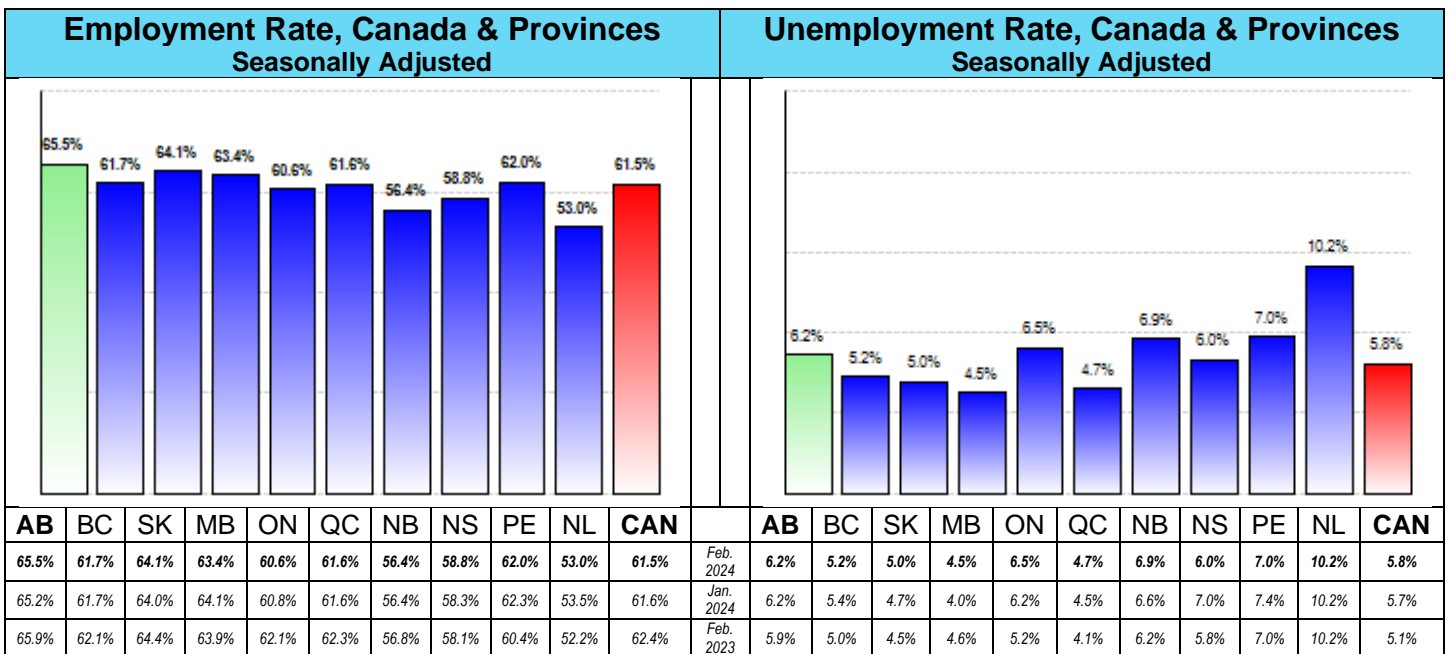 Employment Rate, Canada & Provinces
Seasonally Adjusted
65.5%
61.7%
64.1%
63.4%
60.6%
61.6%
56.4%
58.8%
62.0%
53.0%
61.5%
Unemployment Rate, Canada & Provinces
Seasonally Adjusted
6.2%
5.2%
5.0%
4.5%
6.5%
4.7%
6.9%
6.0%
7.0%
10.2%
5.8%
AB BC SK MB ON QC NB NS PE NL CAN AB BC SK MB ON QC NB NS PE NL CAN
65.5% 61.7% 64.1% 63.4% 60.6% 61.6% 56.4% 58.8% 62.0% 53.0% 61.5% Feb. 2024 6.2% 5.2% 5.0% 4.5% 6.5% 4.7% 6.9% 6.0% 7.0% 10.2% 5.8%
65.2% 61.7% 64.0% 64.1% 60.8% 61.6% 56.4% 58.3% 62.3% 53.5% 61.6% Jan. 2024 6.2% 5.4% 4.7% 4.0% 6.2% 4.5% 6.6% 7.0% 7.4% 10.2% 5.7%
65.9% 62.1% 64.4% 63.9% 62.1% 62.3% 56.8% 58.1% 60.4% 52.2% 62.4% Feb. 2023 5.9% 5.0% 4.5% 4.6% 5.2% 4.1% 6.2% 5.8% 7.0% 10.2% 5.1%